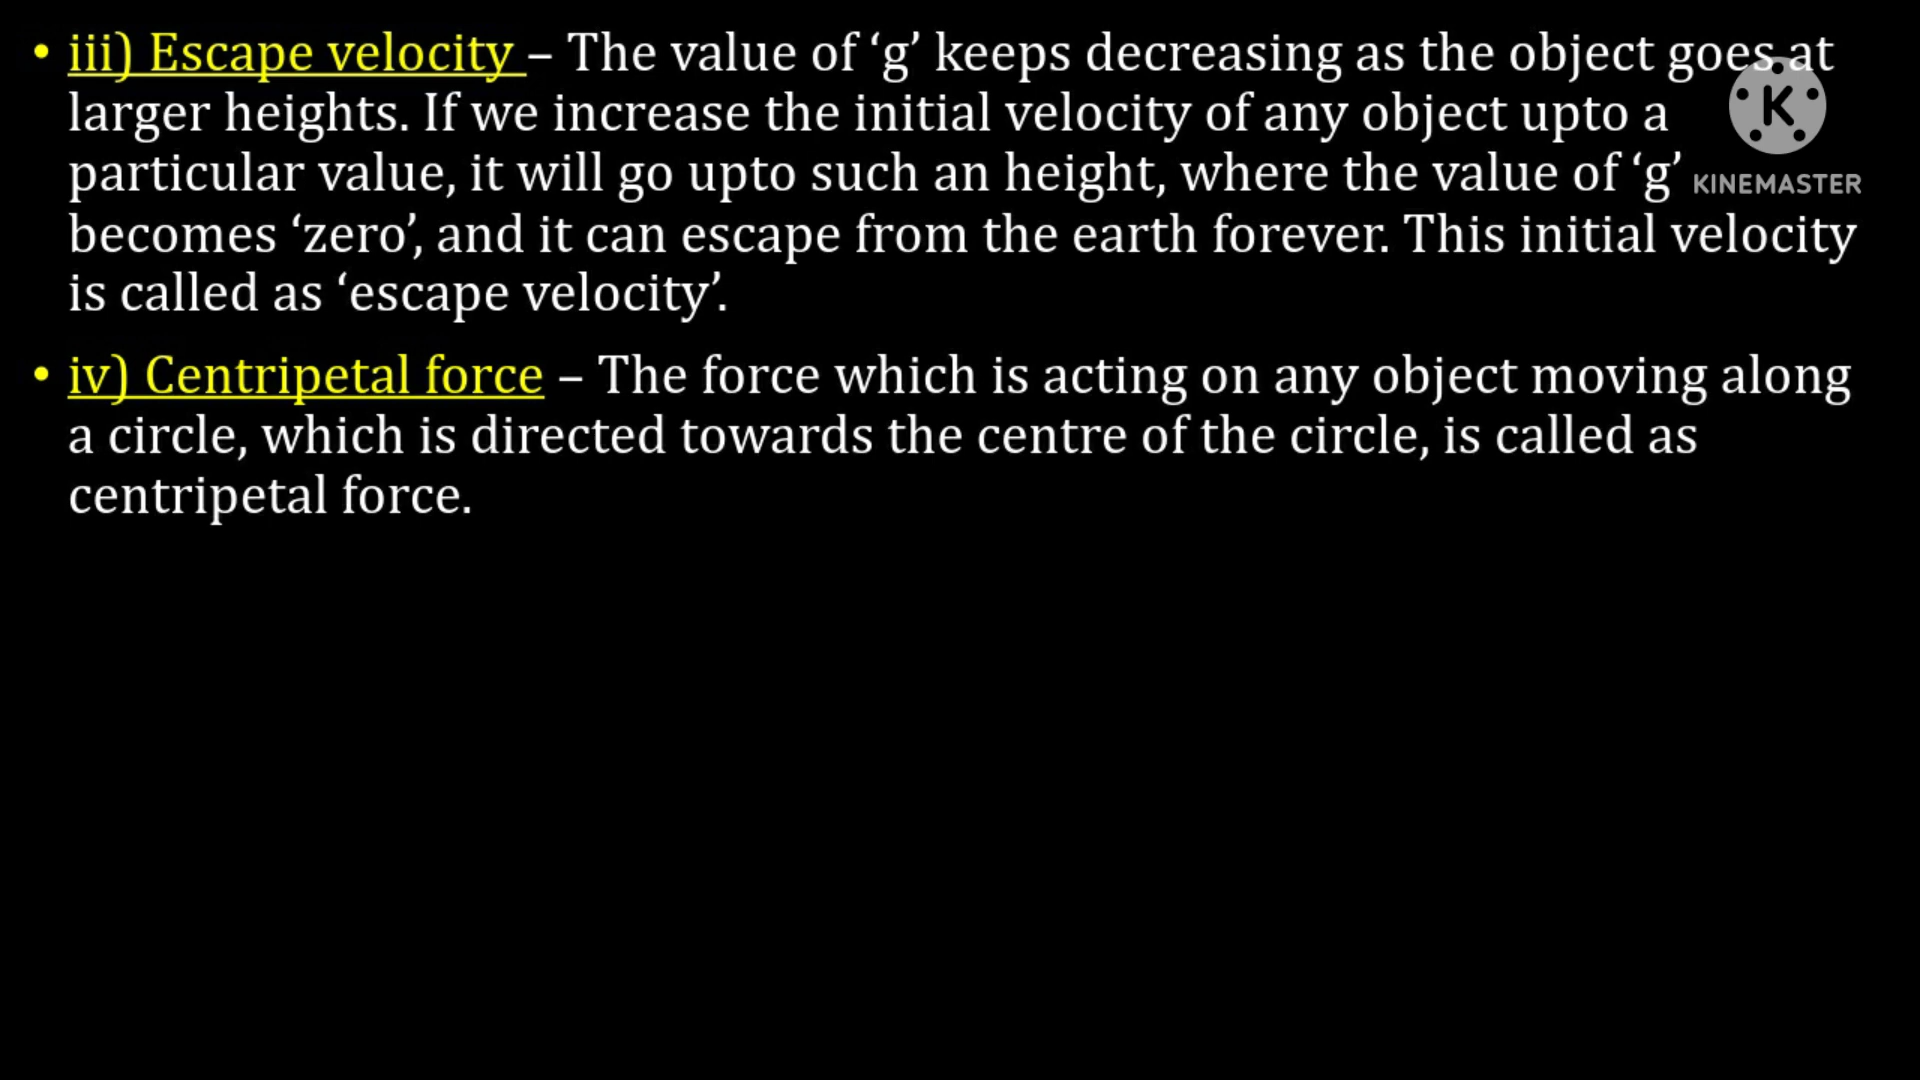 • iii) Escape velocity – The value of ‘g’ keeps decreasing as the object goes at
larger heights. If we increase the initial velocity of any object upto a
particular value, it will go upto such an height, where the value of ‘g’
becomes ‘zero’, and it can escape from the earth forever. This initial velocity
is called as ‘escape velocity’.
• iv) Centripetal force – The force which is acting on any object moving along
a circle, which is directed towards the centre of the circle, is called as
centripetal force.
K
KINEMASTER